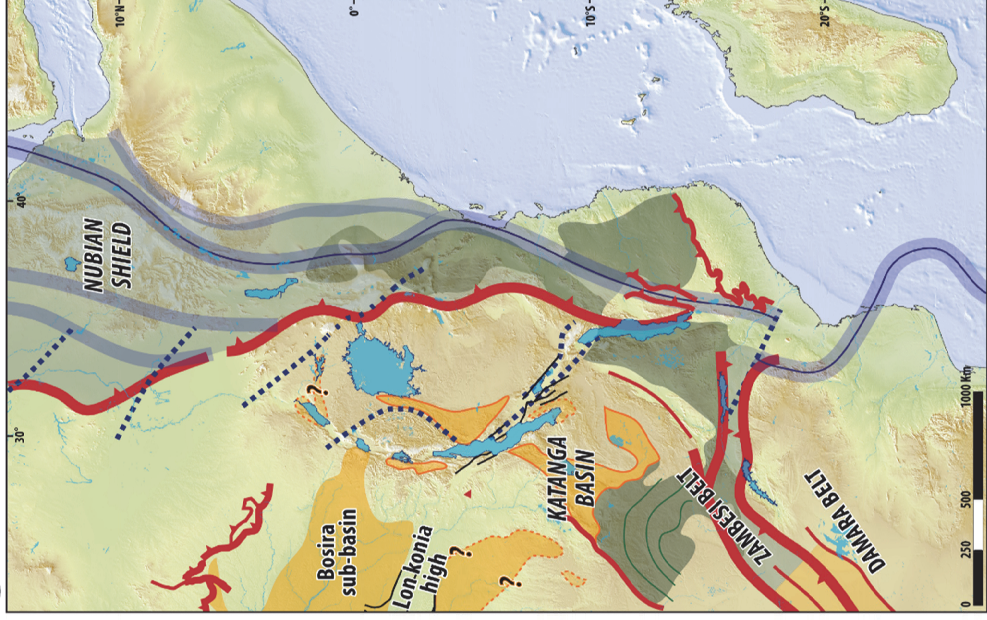 10°N
0°
10°S
20°S
40°
30°
NUBIAN
SHIELD
?
Bosira
sub-basin
Lon.konia
high
?
?
KATANGA
BASIN
ZAMBESI BELT
DAMARA BELT
0
250
500
1000 Km